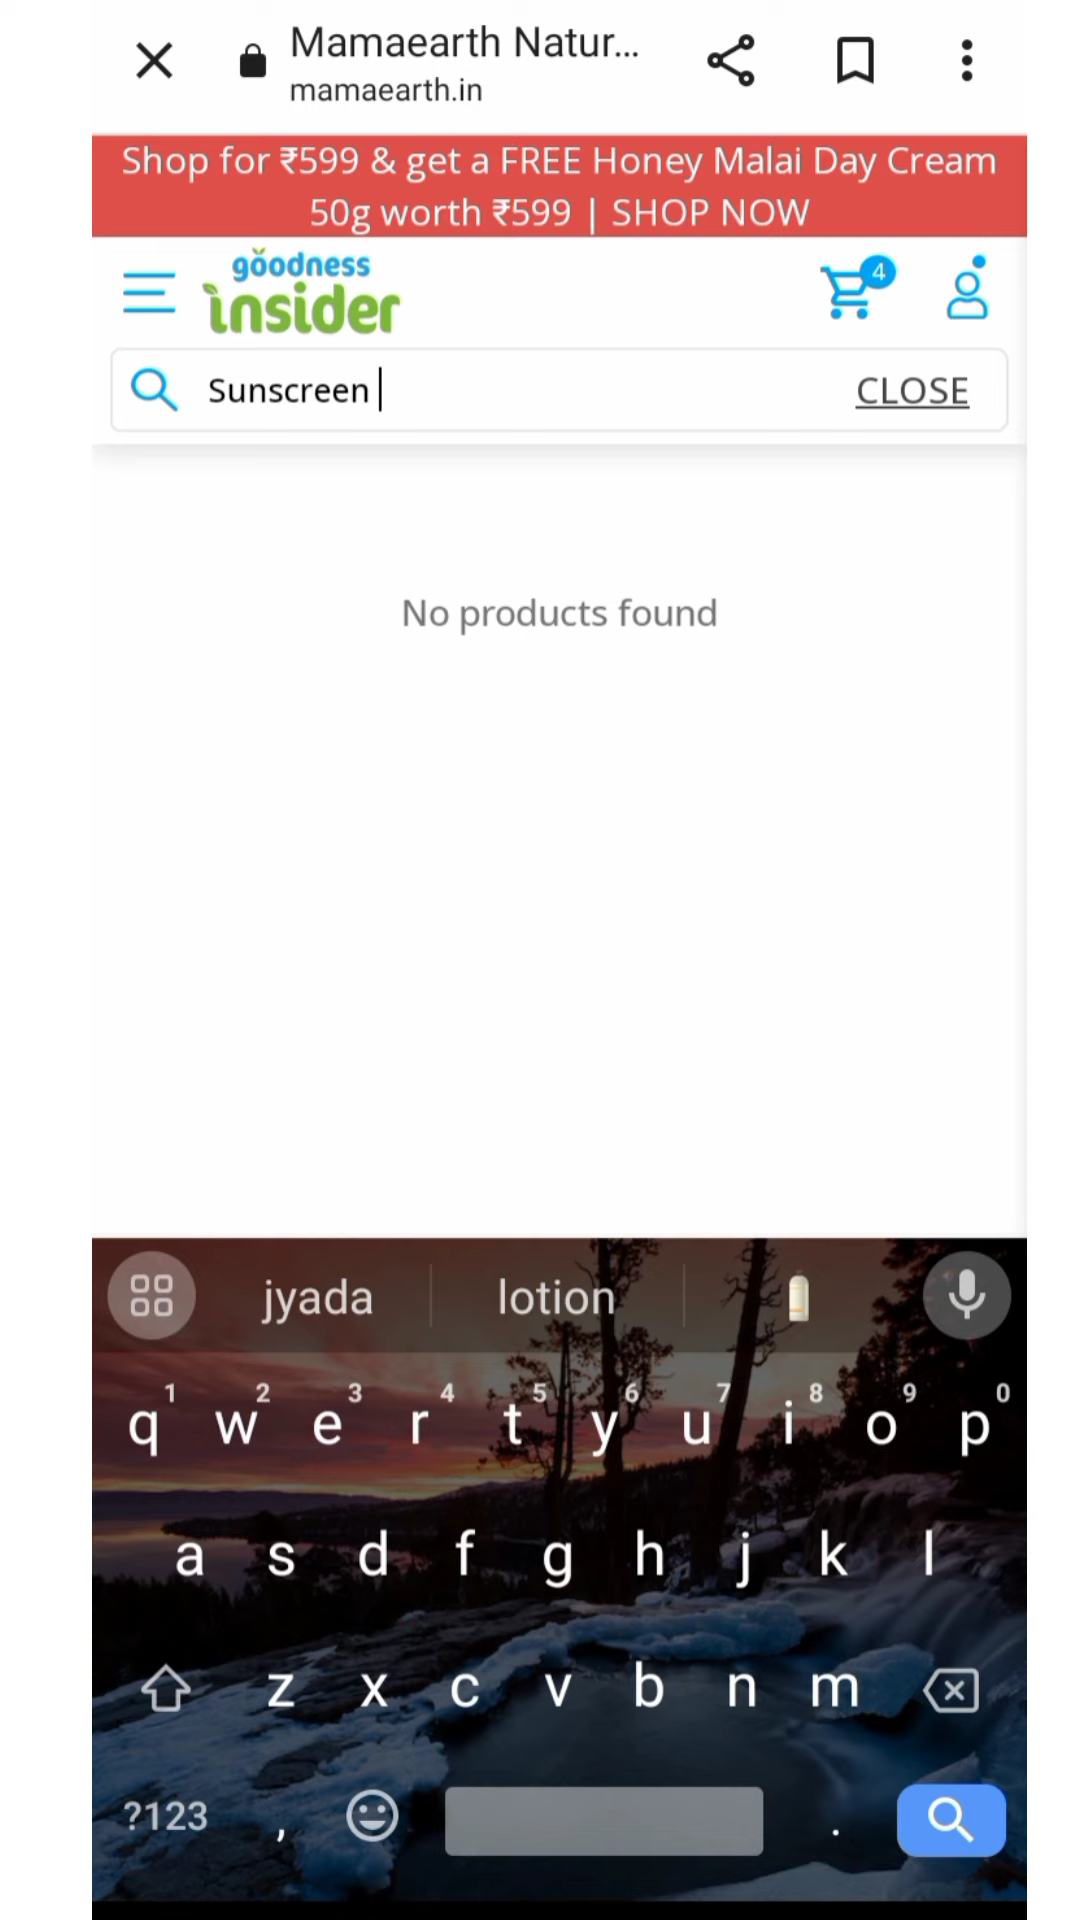 Mamaearth Natur...
mamaearth.in
Shop for ₹599 & get a FREE Honey Malai Day Cream
50g worth ₹599 | SHOP NOW
goodness
insider
4
Sunscreen
CLOSE
No products found
jyada lotion
1 2 3 4 5 6 7 8 9 0
q w e r t y u i o p
a s d f g h j k l
z x c v b n m
?123 , .